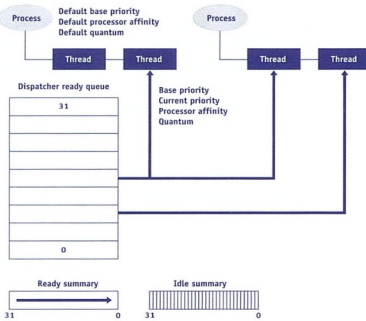 Process
Default base priority
Default processor affinity
Default quantum
Process
Thread
Thread
Thread
Thread
Dispatcher ready queue
31
0
Base priority
Current priority
Processor affinity
Quantum
Ready summary
31
0
Idle summary
31
0